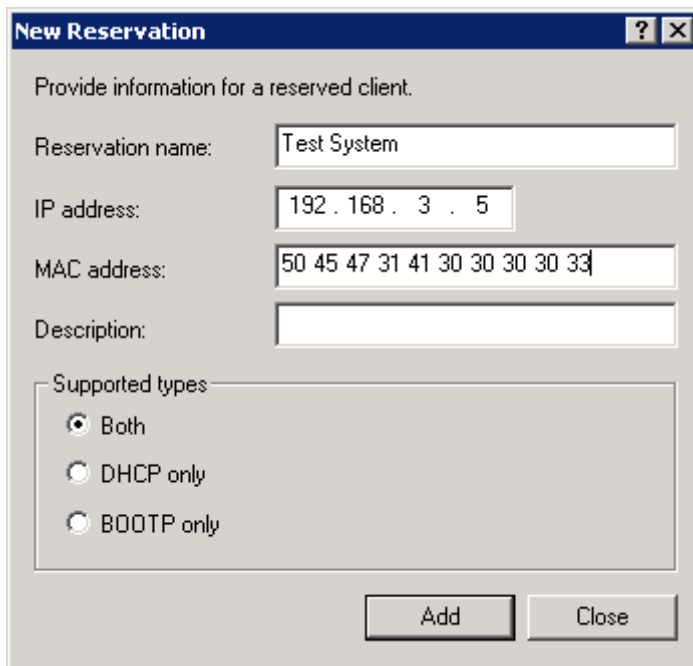 New Reservation
Provide information for a reserved client.
Reservation name: Test System
IP address: 192 . 168 . 3 . 5
MAC address: 50 45 47 31 41 30 30 30 30 33
Description:
Supported types
Both
DHCP only
BOOTP only
Add Close